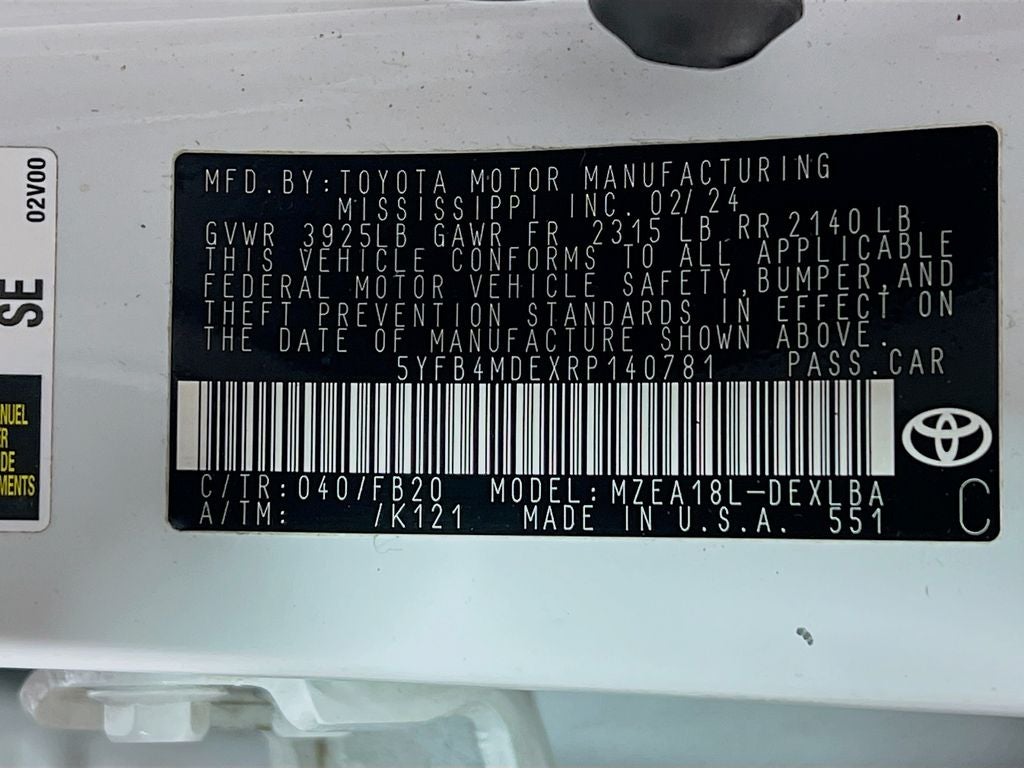 MFD.BY:TOYOTA MOTOR MANUFACTURING
MISSISSIPPI INC. 02/24
GVWR 3925LB GAWR FR 2315 LB RR 2140 LB
THIS VEHICLE CONFORMS TO ALL APPLICABLE
FEDERAL MOTOR VEHICLE SAFETY,BUMPER,AND
THEFT PREVENTION STANDARDS IN EFFECT ON
THE DATE OF MANUFACTURE SHOWN ABOVE.
5YFB4MDEXRP140781 PASS.CAR
C/TR:040/FB20 MODEL:MZEA18L-DEXLBA
A/TM: /K121 MADE IN U.S.A. 551
C
02V00
SE
NUEL
ER
DE
MENTS